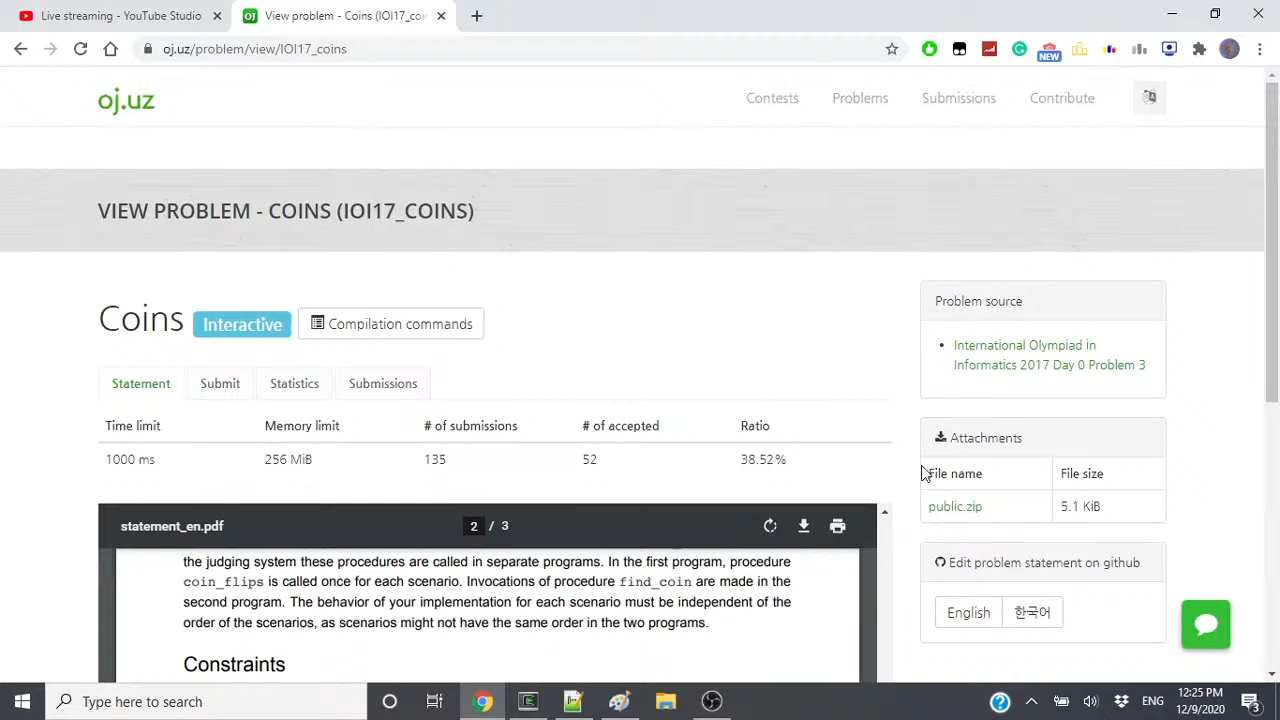 Live streaming - YouTube Studio
View problem - Coins (IOI17_coi
oj.uz/problem/view/IOI17_coins
NEW
oj.uz
Contests
Problems
Submissions
Contribute
VIEW PROBLEM - COINS (IOI17_COINS)
Coins
Interactive
Compilation commands
Statement
Submit
Statistics
Submissions
Time limit
Memory limit
# of submissions
# of accepted
Ratio
1000 ms
256 MiB
135
52
38.52%
statement_en.pdf
2 / 3
the judging system these procedures are called in separate programs. In the first program, procedure
coin_flips is called once for each scenario. Invocations of procedure find_coin are made in the
second program. The behavior of your implementation for each scenario must be independent of the
order of the scenarios, as scenarios might not have the same order in the two programs.
Constraints
Problem source
International Olympiad in
Informatics 2017 Day 0 Problem 3
Attachments
File name
File size
public.zip
5.1 KiB
Edit problem statement on github
English
한국어
Type here to search
ENG
12:25 PM
12/9/2020
3